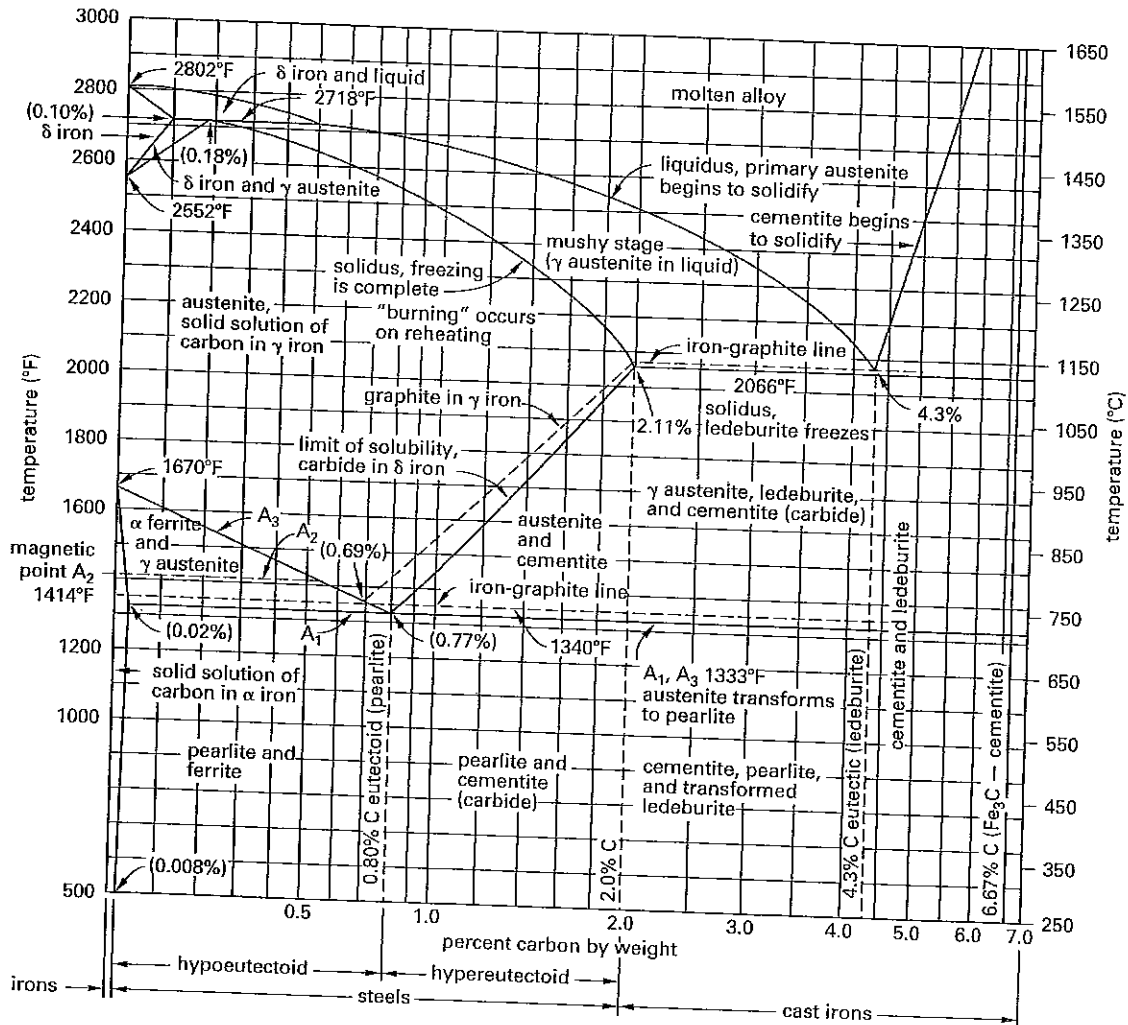 3000
1650
2802°F
δ iron and liquid
2718°F
molten alloy
2800
1550
(0.10%)
δ iron
2600
(0.18%)
δ iron and γ austenite
liquidus, primary austenite
begins to solidify
1450
2552°F
cementite begins
to solidify
2400
mushy stage
(γ austenite in liquid)
1350
solidus, freezing
is complete
2200
austenite,
solid solution of
carbon in γ iron
"burning" occurs
on reheating
1250
iron-graphite line
2000
2066°F
1150
graphite in γ iron
solidus,
2.11%
ledeburite freezes
4.3%
temperature (°F)
temperature (°C)
1800
1050
limit of solubility,
carbide in δ iron
1670°F
γ austenite, ledeburite,
and cementite (carbide)
950
1600
α ferrite
and
γ austenite
A3
A2
(0.69%)
austenite
and
cementite
850
magnetic
point A2
1414°F
iron-graphite line
cementite and ledeburite
750
(0.02%)
A1
(0.77%)
1340°F
1200
A1, A3 1333°F
austenite transforms
to pearlite
650
solid solution of
carbon in α iron
1000
550
pearlite and
ferrite
pearlite and
cementite
(carbide)
cementite, pearlite,
and transformed
ledeburite
450
0.80% C eutectoid (pearlite)
2.0% C
4.3% C eutectic (ledeburite)
6.67% C (Fe3C – cementite)
(0.008%)
350
500
250
0.5
1.0
2.0
3.0
4.0
5.0
6.0
7.0
percent carbon by weight
hypoeutectoid
hypereutectoid
irons
steels
cast irons